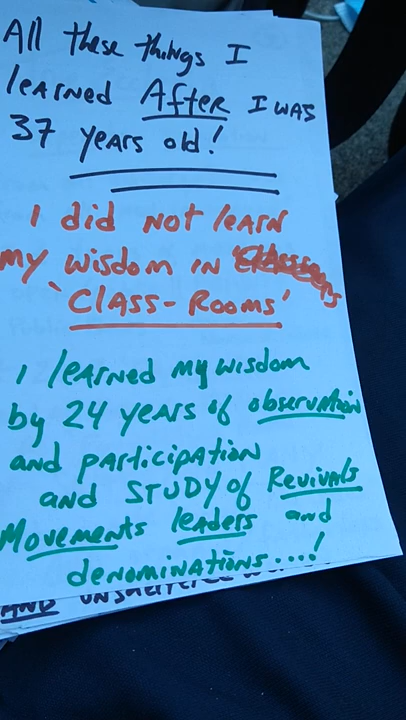 All these things I
learned After I was
37 years old!
I did not learn
my wisdom in
'Class-Rooms'
I learned my wisdom
by 24 years of observation
and participation
and STUDY of Revivals
Movements leaders and
denominations....!
AND